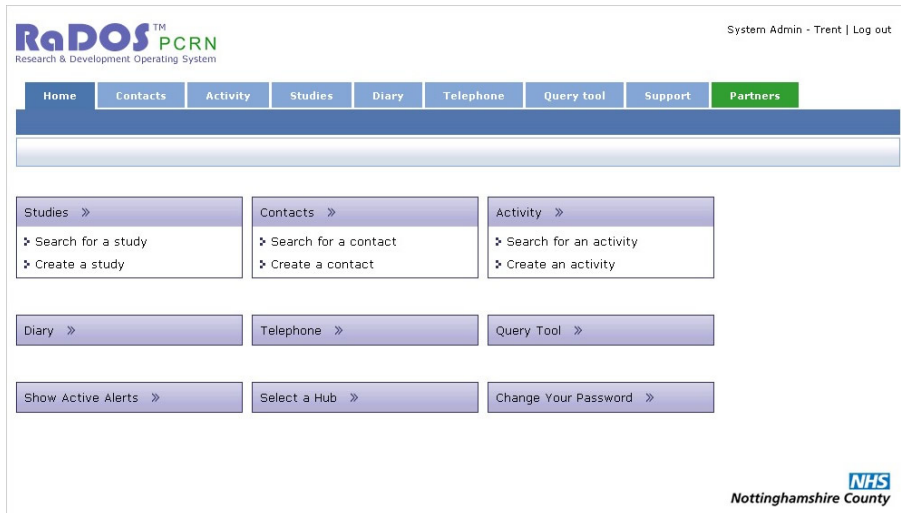 RaDOS™ PCRN
Research & Development Operating System
System Admin - Trent | Log out
Home Contacts Activity Studies Diary Telephone Query tool Support Partners
Studies »
Search for a study
Create a study
Contacts »
Search for a contact
Create a contact
Activity »
Search for an activity
Create an activity
Diary »
Telephone »
Query Tool »
Show Active Alerts »
Select a Hub »
Change Your Password »
NHS
Nottinghamshire County